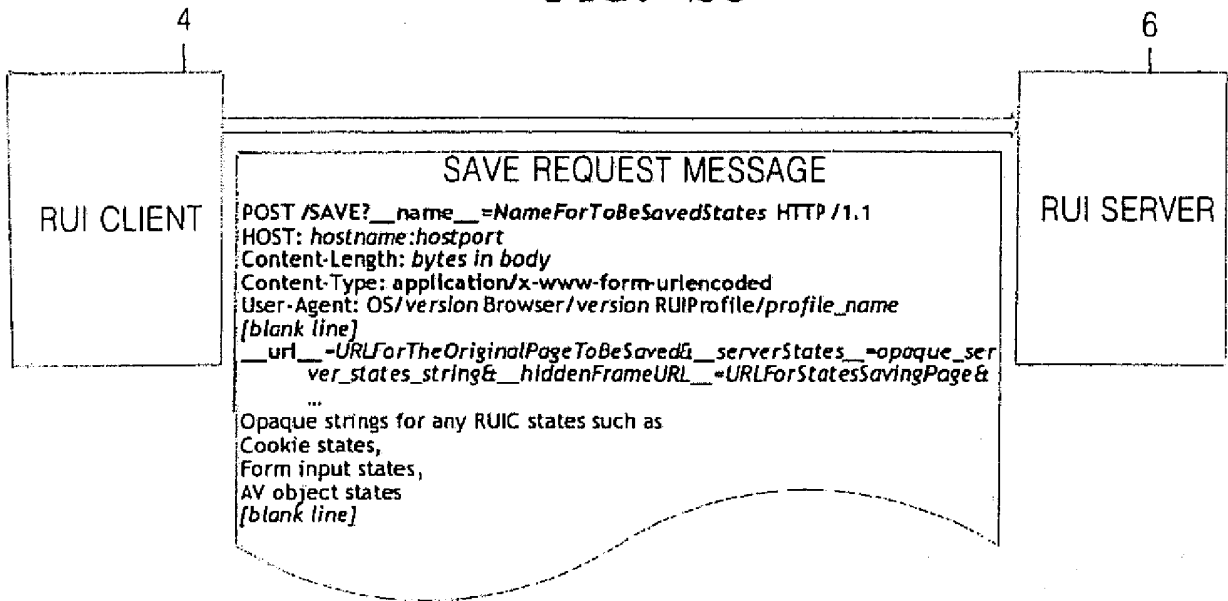 4
6
RUI CLIENT
RUI SERVER
SAVE REQUEST MESSAGE
POST /SAVE?__name__=NameForToBeSavedStates HTTP/1.1
HOST: hostname:hostport
Content-Length: bytes in body
Content-Type: application/x-www-form-urlencoded
User-Agent: OS/version Browser/version RUIProfile/profile_name
[blank line]
__url__=URLForTheOriginalPageToBeSaved&__serverStates__=opaque_ser
ver_states_string&__hiddenFrameURL__=URLForStatesSavingPage&
...
Opaque strings for any RUIC states such as
Cookie states,
Form input states,
AV object states
[blank line]